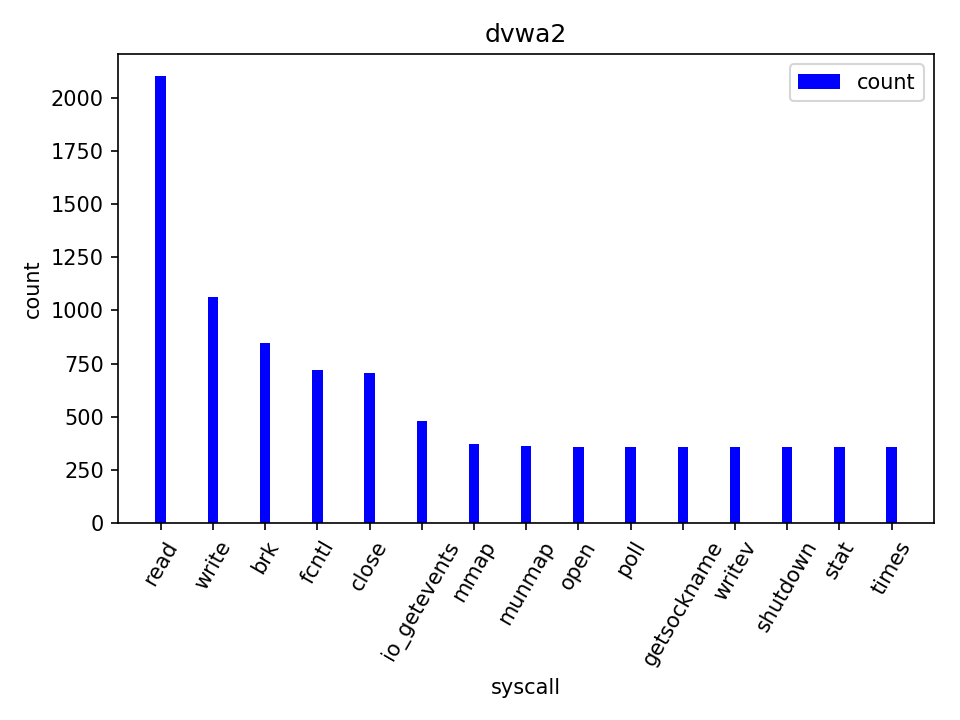 dvwa2
count
2000
1750
1500
1250
1000
750
500
250
0
count
read
write
brk
fcntl
close
io_getevents
mmap
munmap
open
poll
getsockname
writev
shutdown
stat
times
syscall